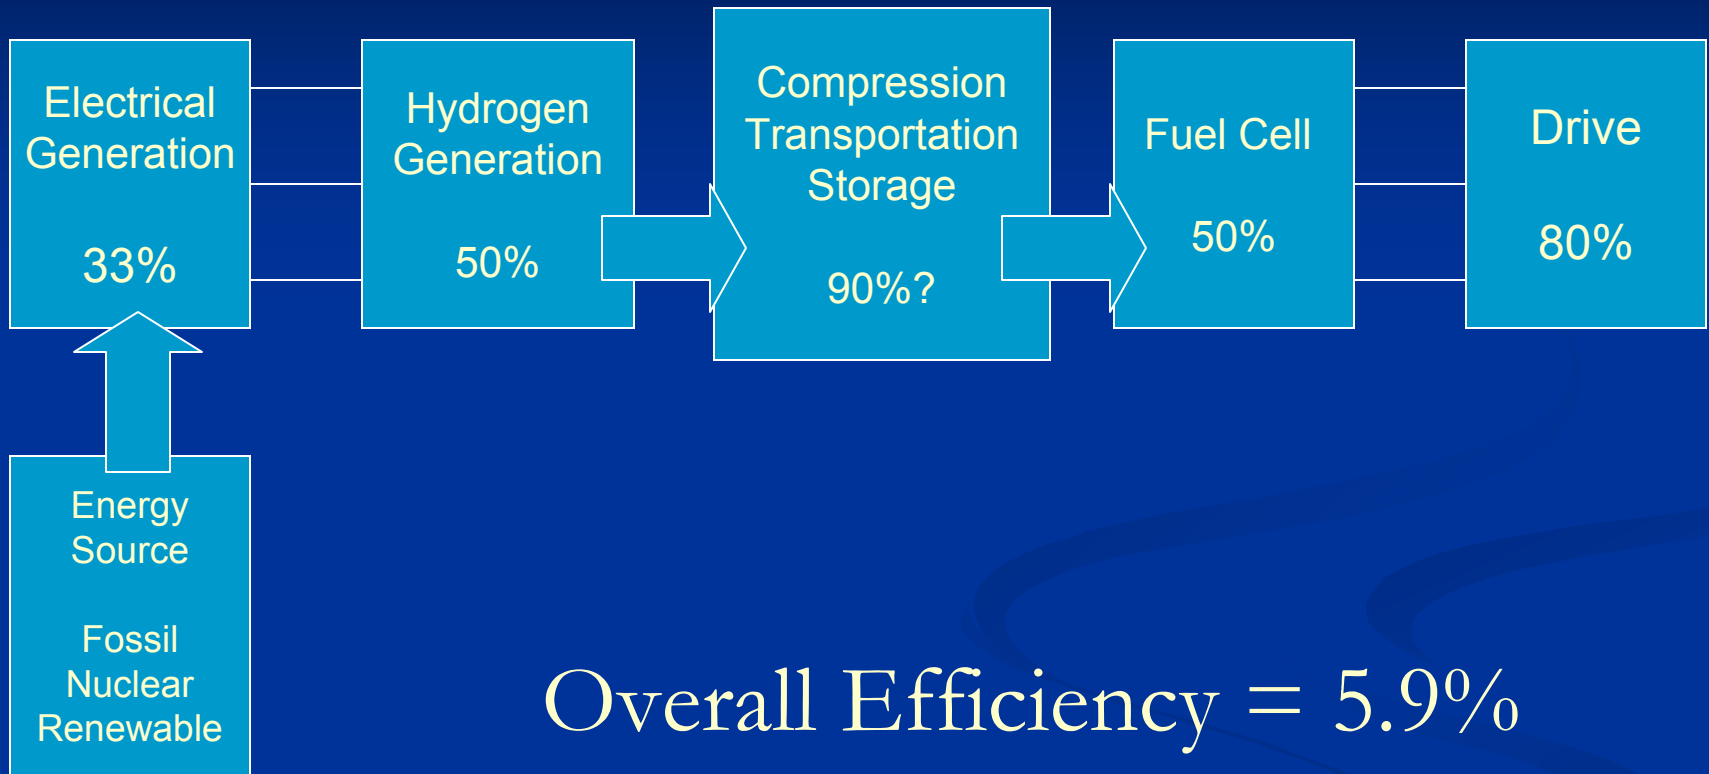 Electrical
Generation
33%
Hydrogen
Generation
50%
Compression
Transportation
Storage
90%?
Fuel Cell
50%
Drive
80%
Energy
Source
Fossil
Nuclear
Renewable
Overall Efficiency = 5.9%